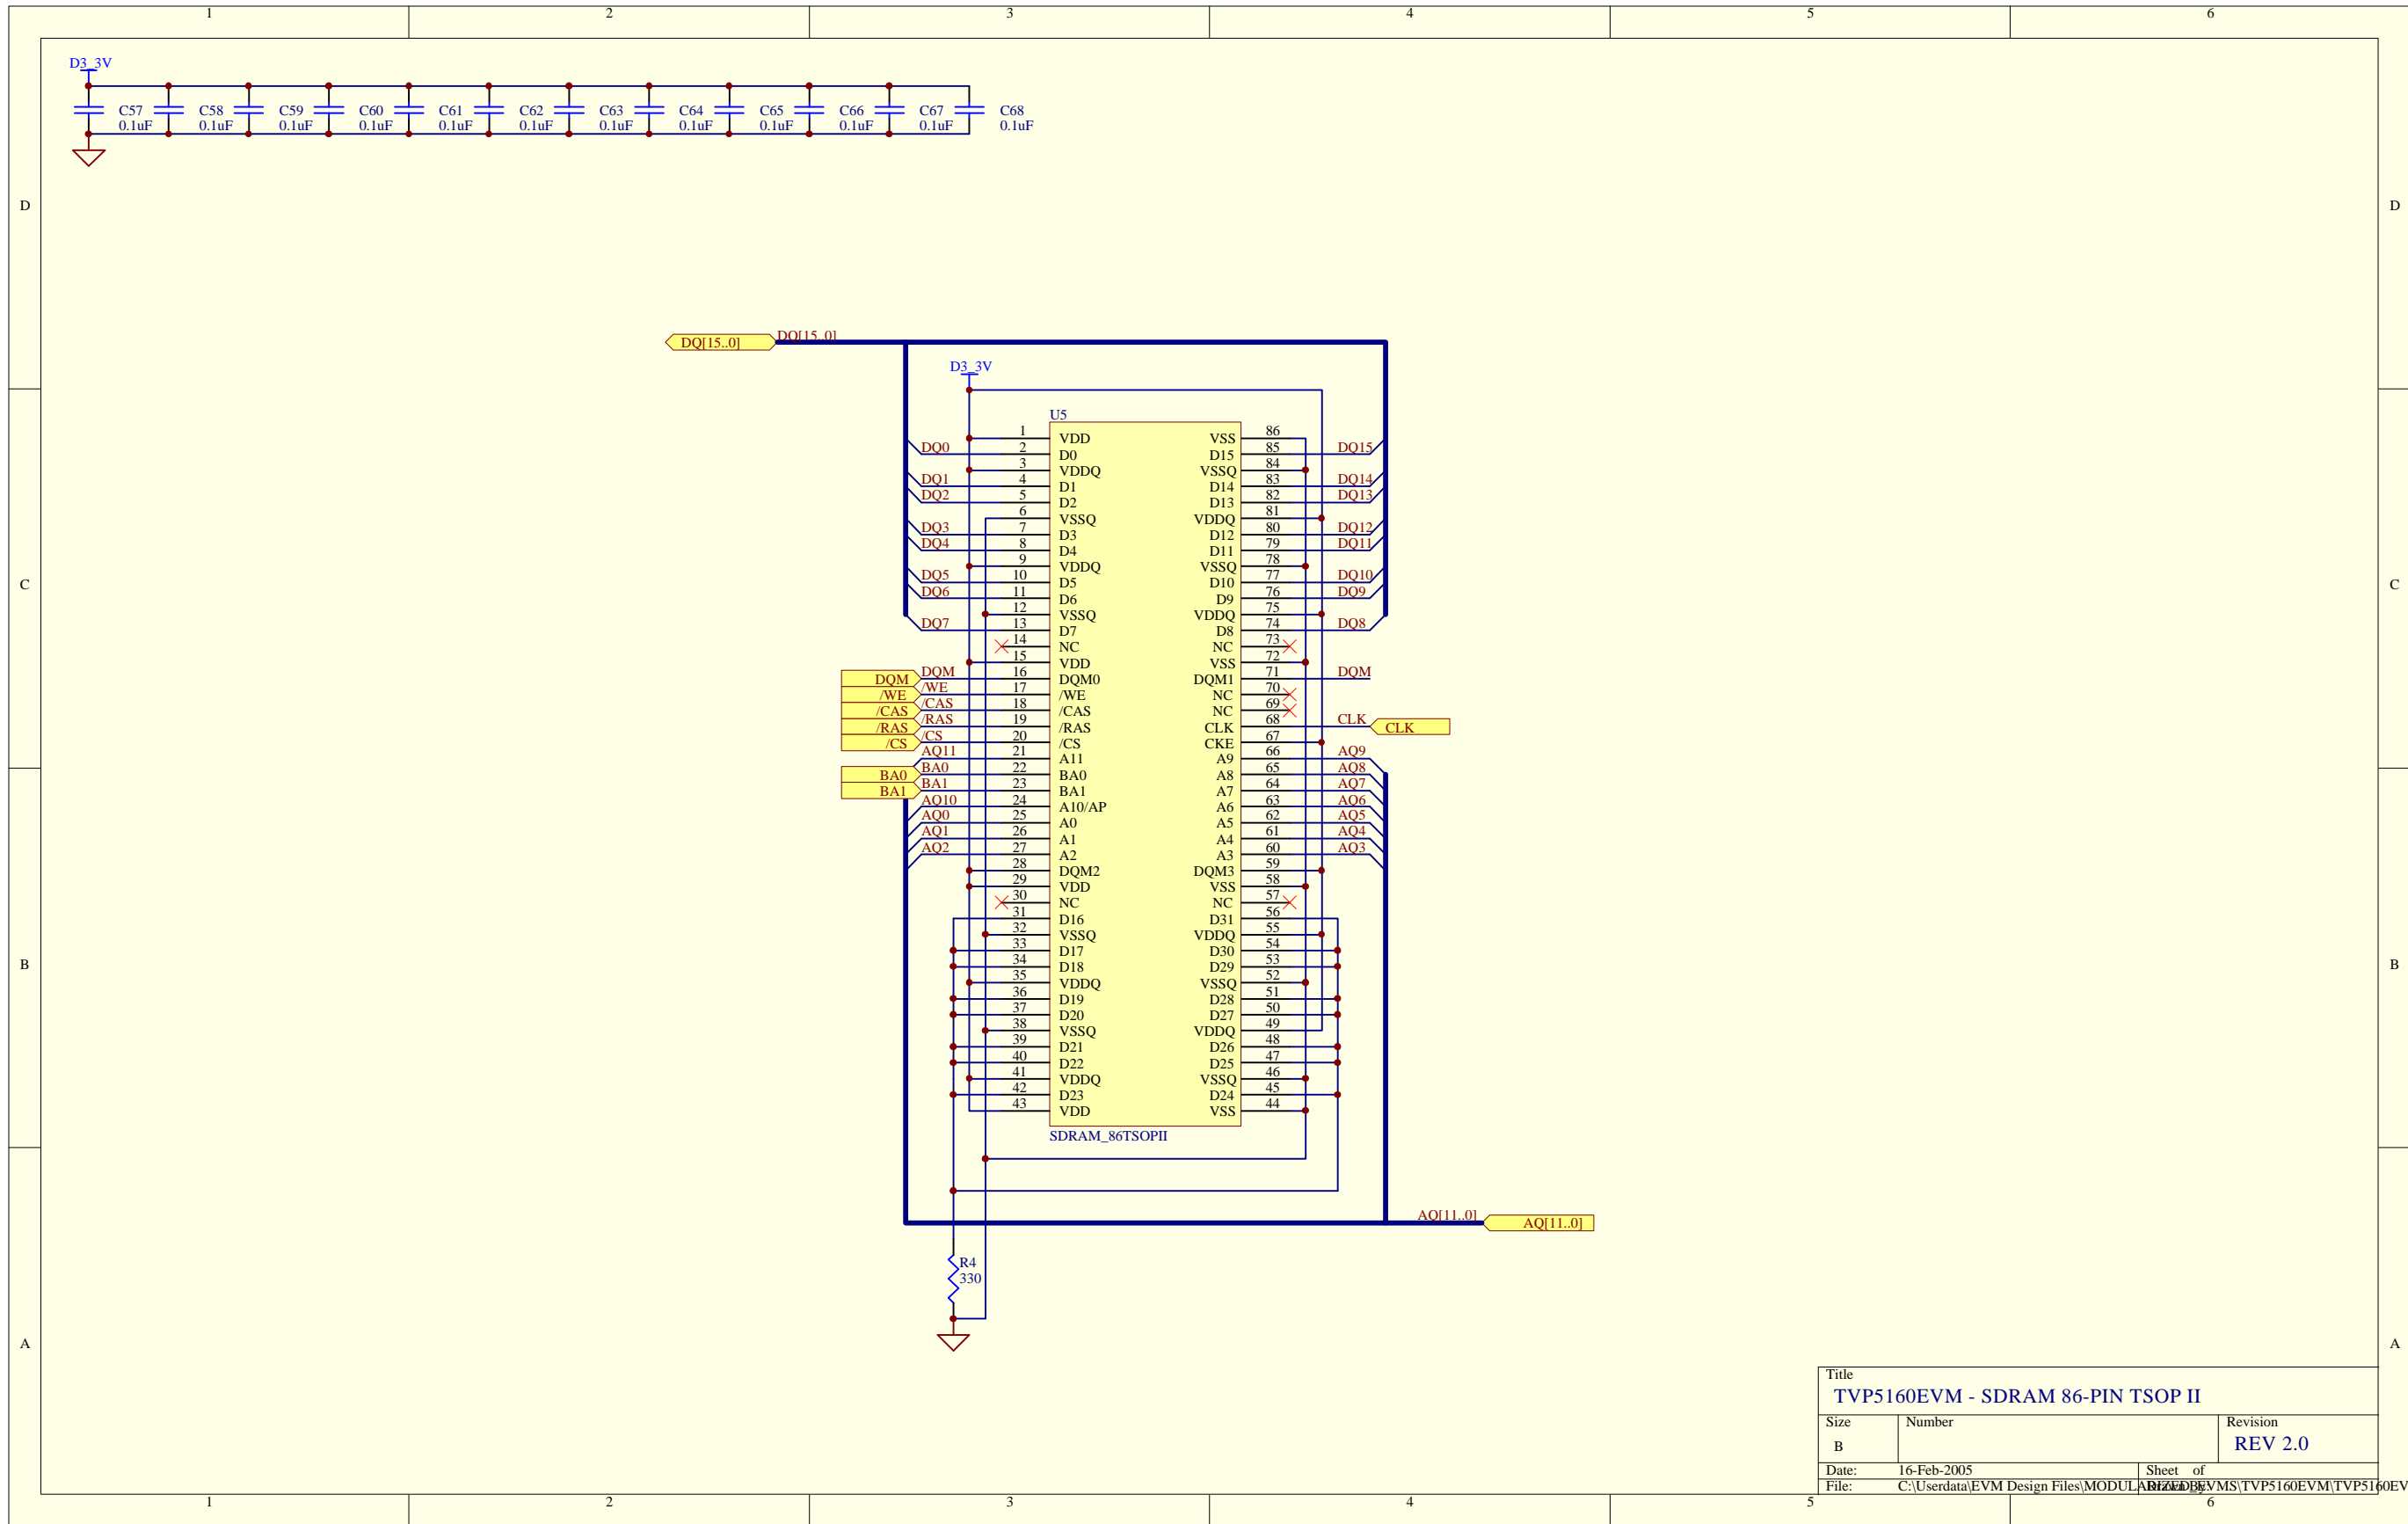 1 2 3 4 5 6
D3_3V
C57 C58 C59 C60 C61 C62 C63 C64 C65 C66 C67 C68
0.1uF 0.1uF 0.1uF 0.1uF 0.1uF 0.1uF 0.1uF 0.1uF 0.1uF 0.1uF 0.1uF 0.1uF
D D
DQ[15..0] DQ[15..0]
D3_3V
U5
1 VDD VSS 86
DQ0 2 D0 D15 85 DQ15
3 VDDQ VSSQ 84
DQ1 4 D1 D14 83 DQ14
DQ2 5 D2 D13 82 DQ13
6 VSSQ VDDQ 81
DQ3 7 D3 D12 80 DQ12
DQ4 8 D4 D11 79 DQ11
9 VDDQ VSSQ 78
DQ5 10 D5 D10 77 DQ10
C C
DQ6 11 D6 D9 76 DQ9
12 VSSQ VDDQ 75
DQ7 13 D7 D8 74 DQ8
14 NC NC 73
15 VDD VSS 72
DQM DQM 16 DQM0 DQM1 71 DQM
/WE /WE 17 /WE NC 70
/CAS /CAS 18 /CAS NC 69
/RAS /RAS 19 /RAS CLK 68 CLK CLK
/CS /CS 20 /CS CKE 67
AQ11 21 A11 A9 66 AQ9
BA0 BA0 22 BA0 A8 65 AQ8
BA1 BA1 23 BA1 A7 64 AQ7
AQ10 24 A10/AP A6 63 AQ6
AQ0 25 A0 A5 62 AQ5
AQ1 26 A1 A4 61 AQ4
AQ2 27 A2 A3 60 AQ3
28 DQM2 DQM3 59
29 VDD VSS 58
30 NC NC 57
31 D16 D31 56
32 VSSQ VDDQ 55
33 D17 D30 54
B B
34 D18 D29 53
35 VDDQ VSSQ 52
36 D19 D28 51
37 D20 D27 50
38 VSSQ VDDQ 49
39 D21 D26 48
40 D22 D25 47
41 VDDQ VSSQ 46
42 D23 D24 45
43 VDD VSS 44
SDRAM_86TSOPII
AQ[11..0] AQ[11..0]
R4
330
A A
Title
TVP5160EVM - SDRAM 86-PIN TSOP II
Size Number Revision
B REV 2.0
Date: 16-Feb-2005 Sheet of
File: C:\Userdata\EVM Design Files\MODULARIZED_EVMS\TVP5160EVM\TVP5160EV
1 2 3 4 5 6